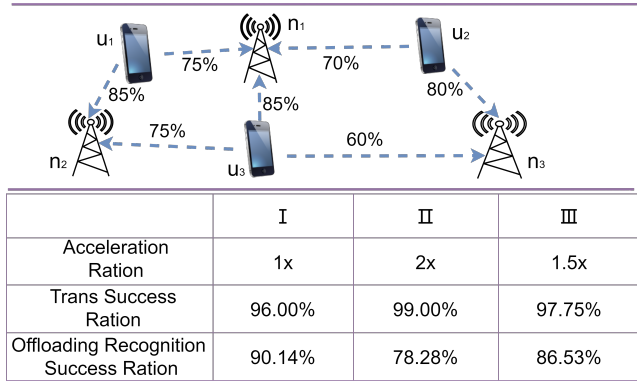 u1 n1 u2
75% 70%
85% 85% 80%
75% 60%
n2 u3 n3
I II III
Acceleration
Ration 1x 2x 1.5x
Trans Success
Ration 96.00% 99.00% 97.75%
Offloading Recognition
Success Ration 90.14% 78.28% 86.53%